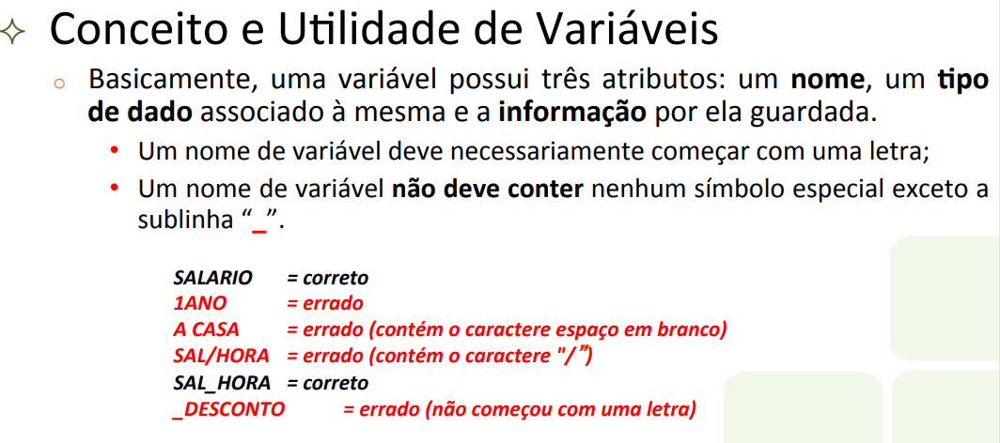 Conceito e Utilidade de Variáveis
Basicamente, uma variável possui três atributos: um nome, um tipo
de dado associado à mesma e a informação por ela guardada.
• Um nome de variável deve necessariamente começar com uma letra;
• Um nome de variável não deve conter nenhum símbolo especial exceto a
sublinha “_”.
SALARIO = correto
1ANO = errado
A CASA = errado (contém o caractere espaço em branco)
SAL/HORA = errado (contém o caractere "/”)
SAL_HORA = correto
_DESCONTO = errado (não começou com uma letra)